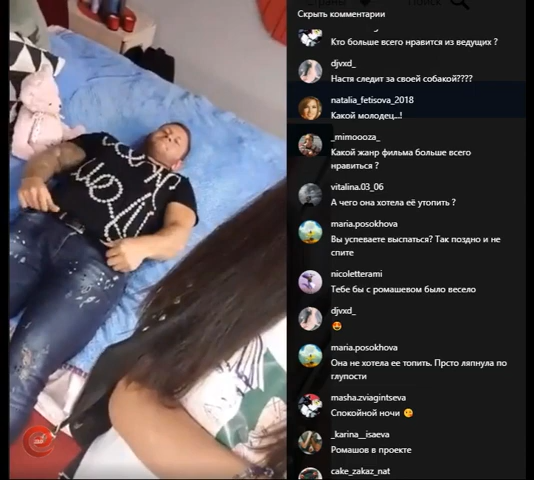 Скрыть комментарии
Кто больше всего нравится из ведущих ?
djvxd_
Настя следит за своей собакой????
natalia_fetisova_2018
Какой молодец..!
_mimoooza_
Какой жанр фильма больше всего
нравиться ?
vitalina.03_06
А чего она хотела её утопить ?
maria.posokhova
Вы успеваете выспаться? Так поздно и не
спите
nicoletterami
Тебе бы с ромашевом было весело
djvxd_
😍
maria.posokhova
Она не хотела ее топить. Прсто ляпнула по
глупости
masha.zviagintseva
Спокойной ночи 😘
_karina__isaeva
Ромашов в проекте
cake_zakaz_nat